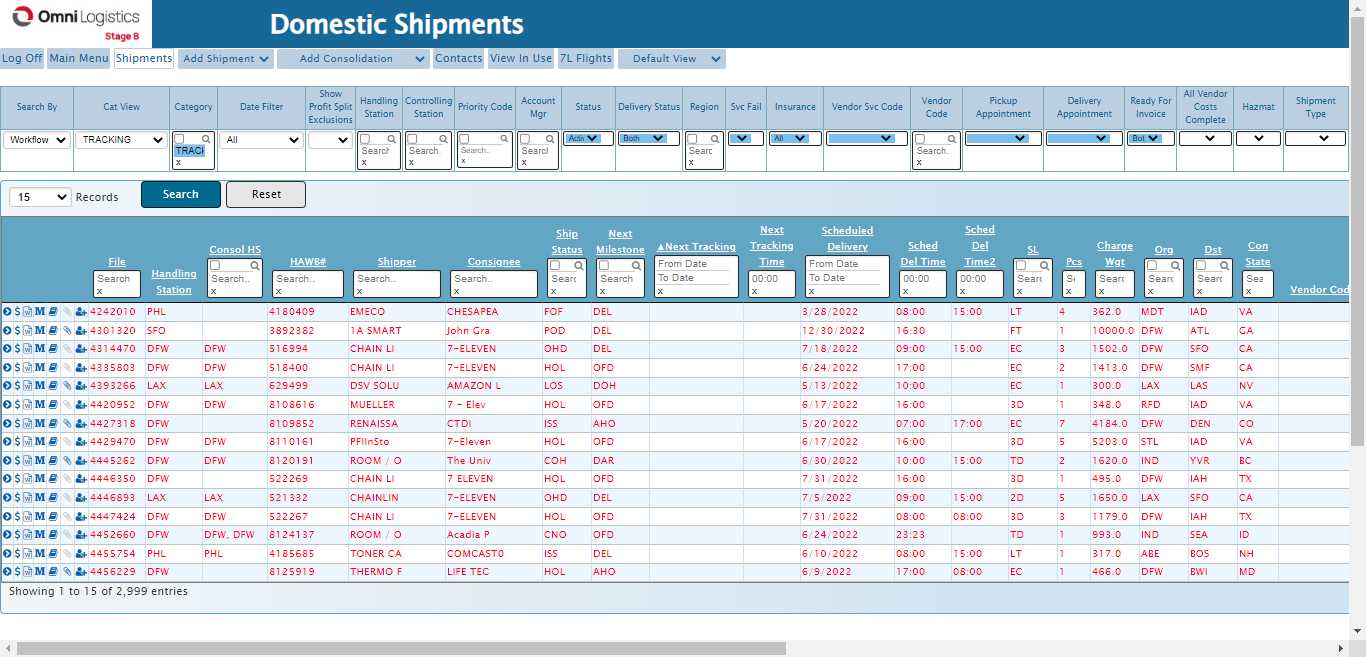 Omni Logistics
Stage B
Domestic Shipments
Log Off Main Menu Shipments Add Shipment Add Consolidation Contacts View In Use 7L Flights Default View
Search By Cat View Category Date Filter Show Profit Split Exclusions Handling Station Controlling Station Priority Code Account Mgr Status Delivery Status Region Svc Fail Insurance Vendor Svc Code Vendor Code Pickup Appointment Delivery Appointment Ready For Invoice All Vendor Costs Complete Hazmat Shipment Type
Workflow TRACKING TRACKI All Search. Search. Search.. Search Activ Both Search All Search.. Bot
x x x x x x x
15 Records Search Reset
File Handling Station Consol HS HAWB# Shipper Consignee Ship Status Next Milestone ▲Next Tracking Next Tracking Time Scheduled Delivery Sched Del Time Sched Del Time2 SL Pcs Charge Wgt Org Dst Con State Vendor Cod
Search Search.. Search.. Search.. Search.. Searc Search From Date To Date 00:00 From Date To Date 00:00 00:00 Searc Se Searc Searc Searc Sea
x x x x x x x x x x x x x x x x x x
$ M 4242010 PHL 4180409 EMECO CHESAPEA FOF DEL 3/28/2022 08:00 15:00 LT 4 362.0 MDT IAD VA
$ M 4301320 SFO 3892382 1A SMART John Gra POD DEL 12/30/2022 16:30 FT 1 10000.0 DFW ATL GA
$ M 4314470 DFW DFW 516994 CHAIN LI 7-ELEVEN OHD DEL 7/18/2022 09:00 15:00 EC 3 1502.0 DFW SFO CA
$ M 4335803 DFW DFW 518400 CHAIN LI 7-ELEVEN HOL OFD 6/24/2022 17:00 EC 2 1413.0 DFW SMF CA
$ M 4393266 LAX LAX 629499 DSV SOLU AMAZON L LOS DOH 5/13/2022 10:00 EC 1 300.0 LAX LAS NV
$ M 4420952 DFW DFW 8108616 MUELLER 7 - Elev HOL OFD 6/17/2022 16:00 3D 1 348.0 RFD IAD VA
$ M 4427318 DFW 8109852 RENAISSA CTDI ISS AHO 5/20/2022 07:00 17:00 EC 7 4184.0 DFW DEN CO
$ M 4429470 DFW DFW 8110161 PFIInSto 7-Eleven HOL OFD 6/17/2022 16:00 3D 5 5203.0 STL IAD VA
$ M 4445262 DFW DFW 8120191 ROOM / O The Univ COH DAR 6/30/2022 10:00 15:00 TD 2 1620.0 IND YVR BC
$ M 4446350 DFW 522269 CHAIN LI 7 ELEVEN HOL OFD 7/31/2022 16:00 3D 1 495.0 DFW IAH TX
$ M 4446893 LAX LAX 521332 CHAINLIN 7-ELEVEN OHD DEL 7/5/2022 09:00 15:00 2D 5 1650.0 LAX SFO CA
$ M 4447424 DFW DFW 522267 CHAIN LI 7-ELEVEN HOL OFD 7/31/2022 08:00 08:00 3D 3 1179.0 DFW IAH TX
$ M 4452660 DFW DFW, DFW 8124137 ROOM / O Acadia P CNO OFD 6/24/2022 23:23 TD 1 993.0 IND SEA ID
$ M 4455754 PHL PHL 4185685 TONER CA COMCAST0 ISS DEL 6/10/2022 08:00 15:00 LT 1 317.0 ABE BOS NH
$ M 4456229 DFW 8125919 THERMO F LIFE TEC HOL AHO 6/9/2022 17:00 08:00 EC 1 466.0 DFW BWI MD
Showing 1 to 15 of 2,999 entries